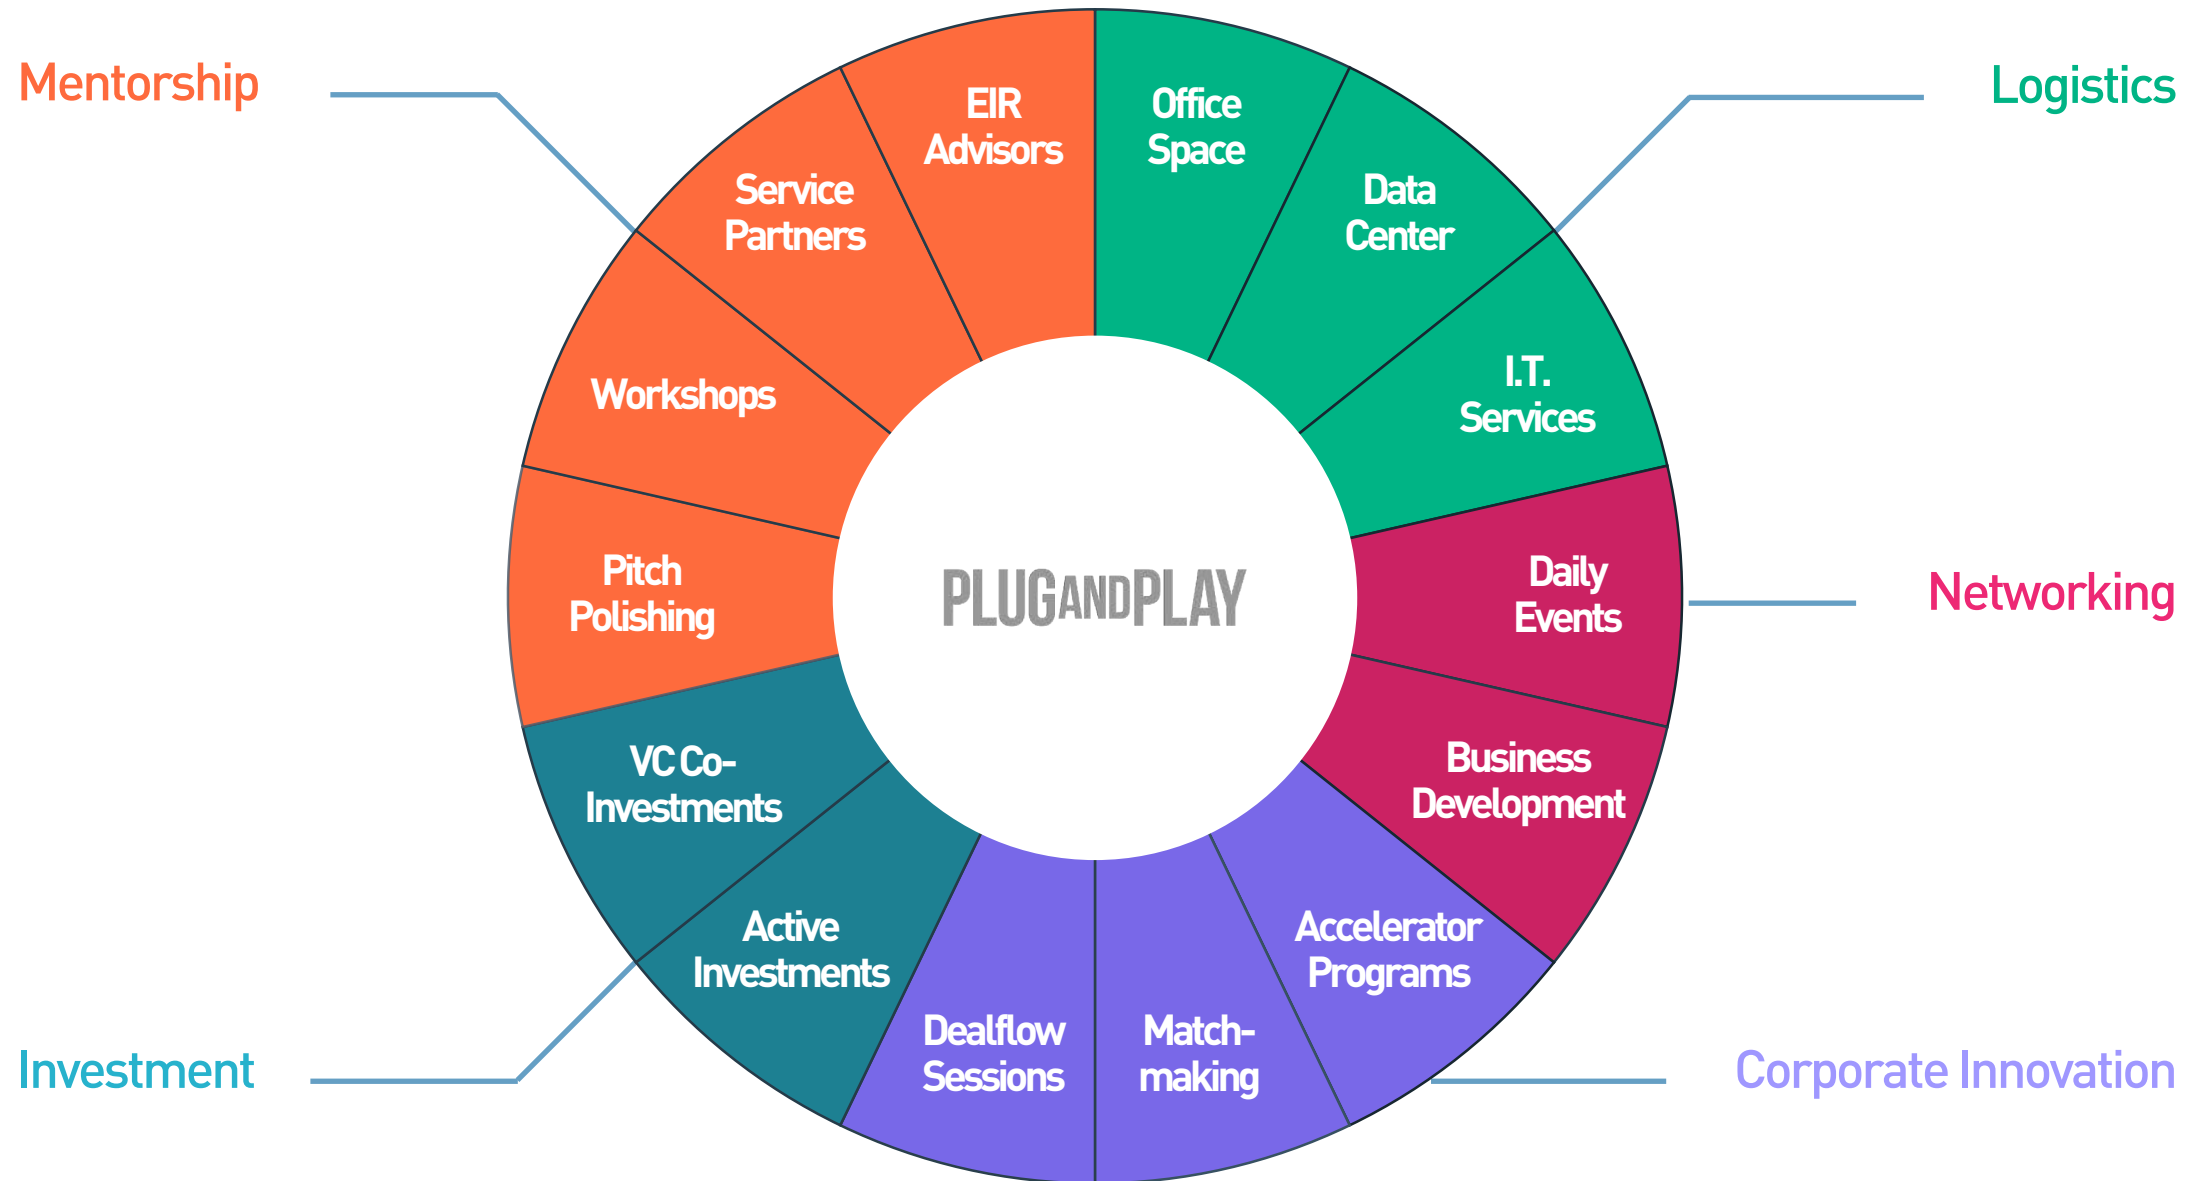 Mentorship
Logistics
EIR
Advisors
Office
Space
Service
Partners
Data
Center
Workshops
I.T.
Services
Pitch
Polishing
PLUGANDPLAY
Daily
Events
Networking
VC Co-
Investments
Business
Development
Active
Investments
Accelerator
Programs
Dealflow
Sessions
Match-
making
Investment
Corporate Innovation